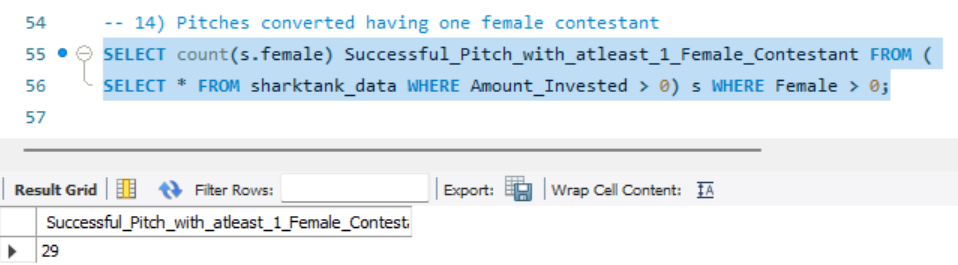 54 -- 14) Pitches converted having one female contestant
55 SELECT count(s.female) Successful_Pitch_with_atleast_1_Female_Contestant FROM (
56 SELECT * FROM sharktank_data WHERE Amount_Invested > 0) s WHERE Female > 0;
57
Result Grid Filter Rows: Export: Wrap Cell Content: IA
Successful_Pitch_with_atleast_1_Female_Contest
29